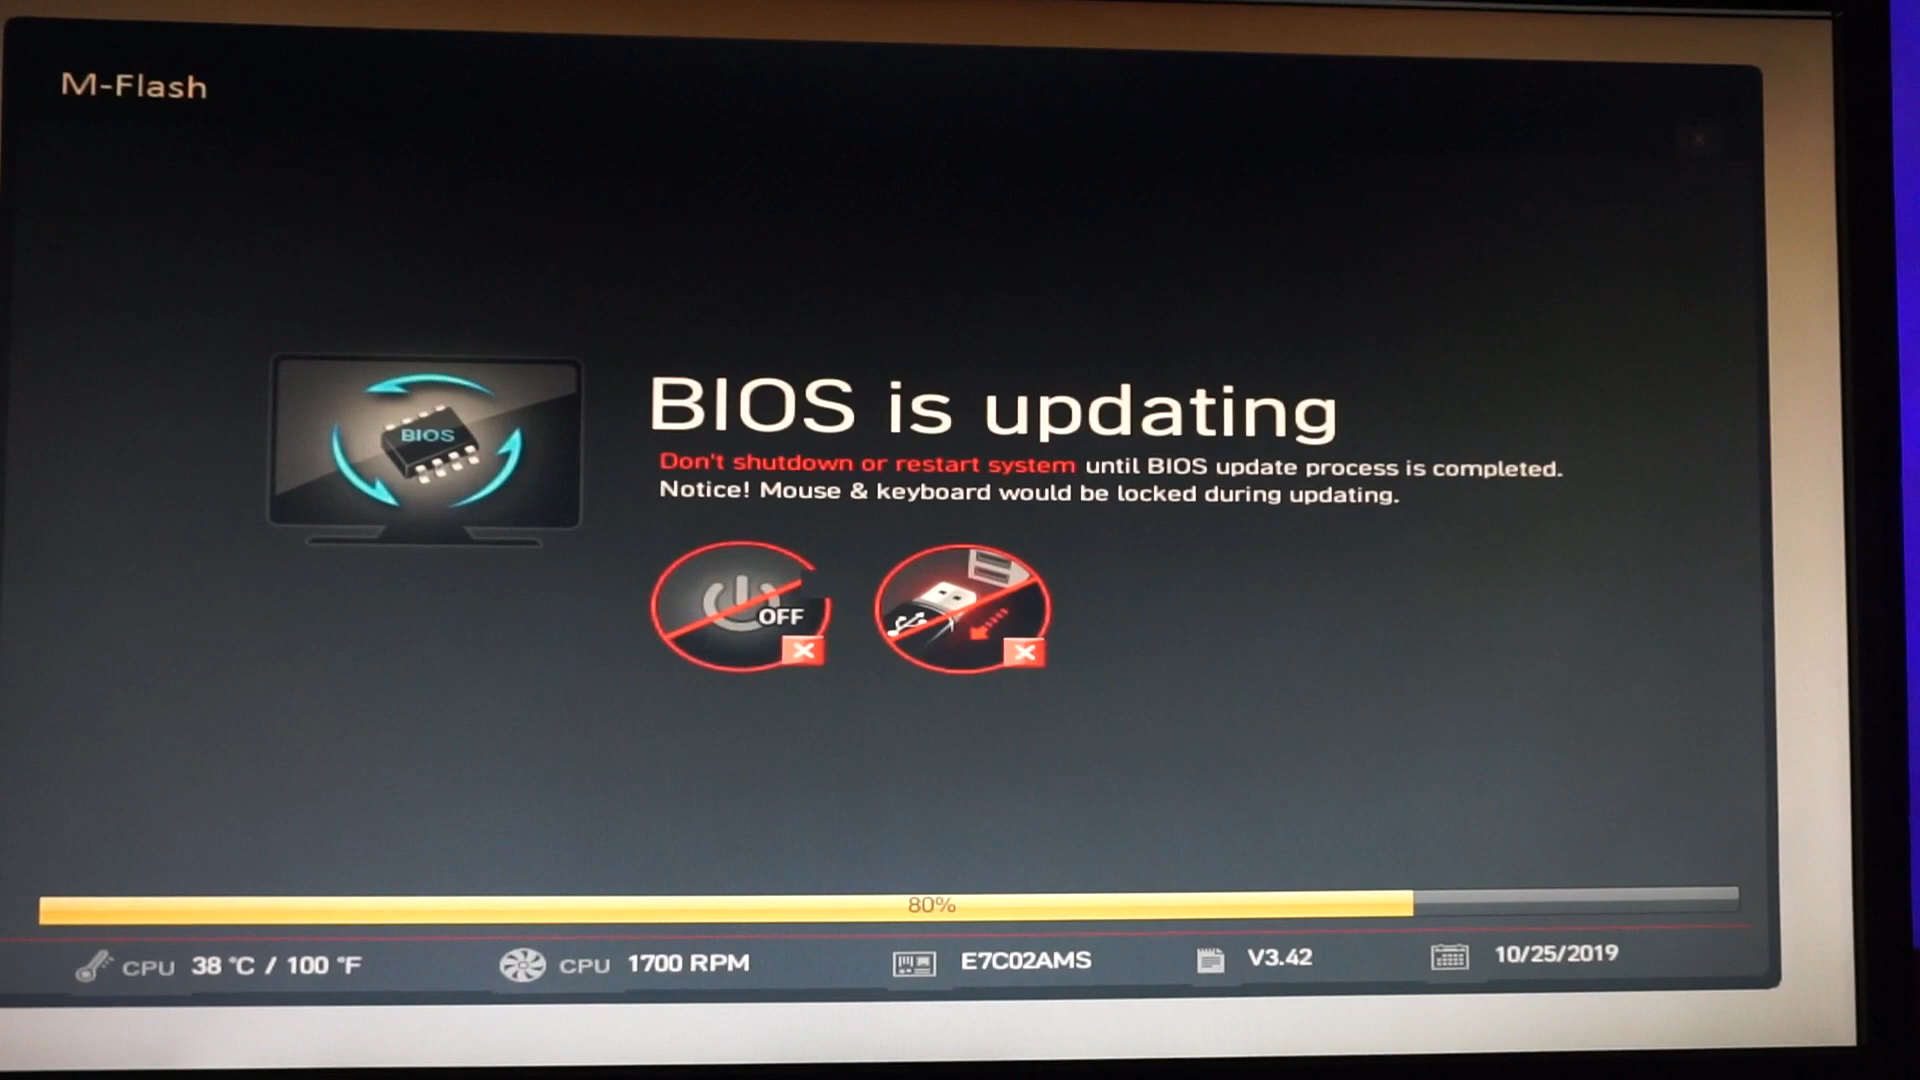 M-Flash
BIOS
BIOS is updating
Don't shutdown or restart system until BIOS update process is completed.
Notice! Mouse & keyboard would be locked during updating.
OFF
80%
CPU 38 °C / 100 °F
CPU 1700 RPM
E7C02AMS
V3.42
10/25/2019